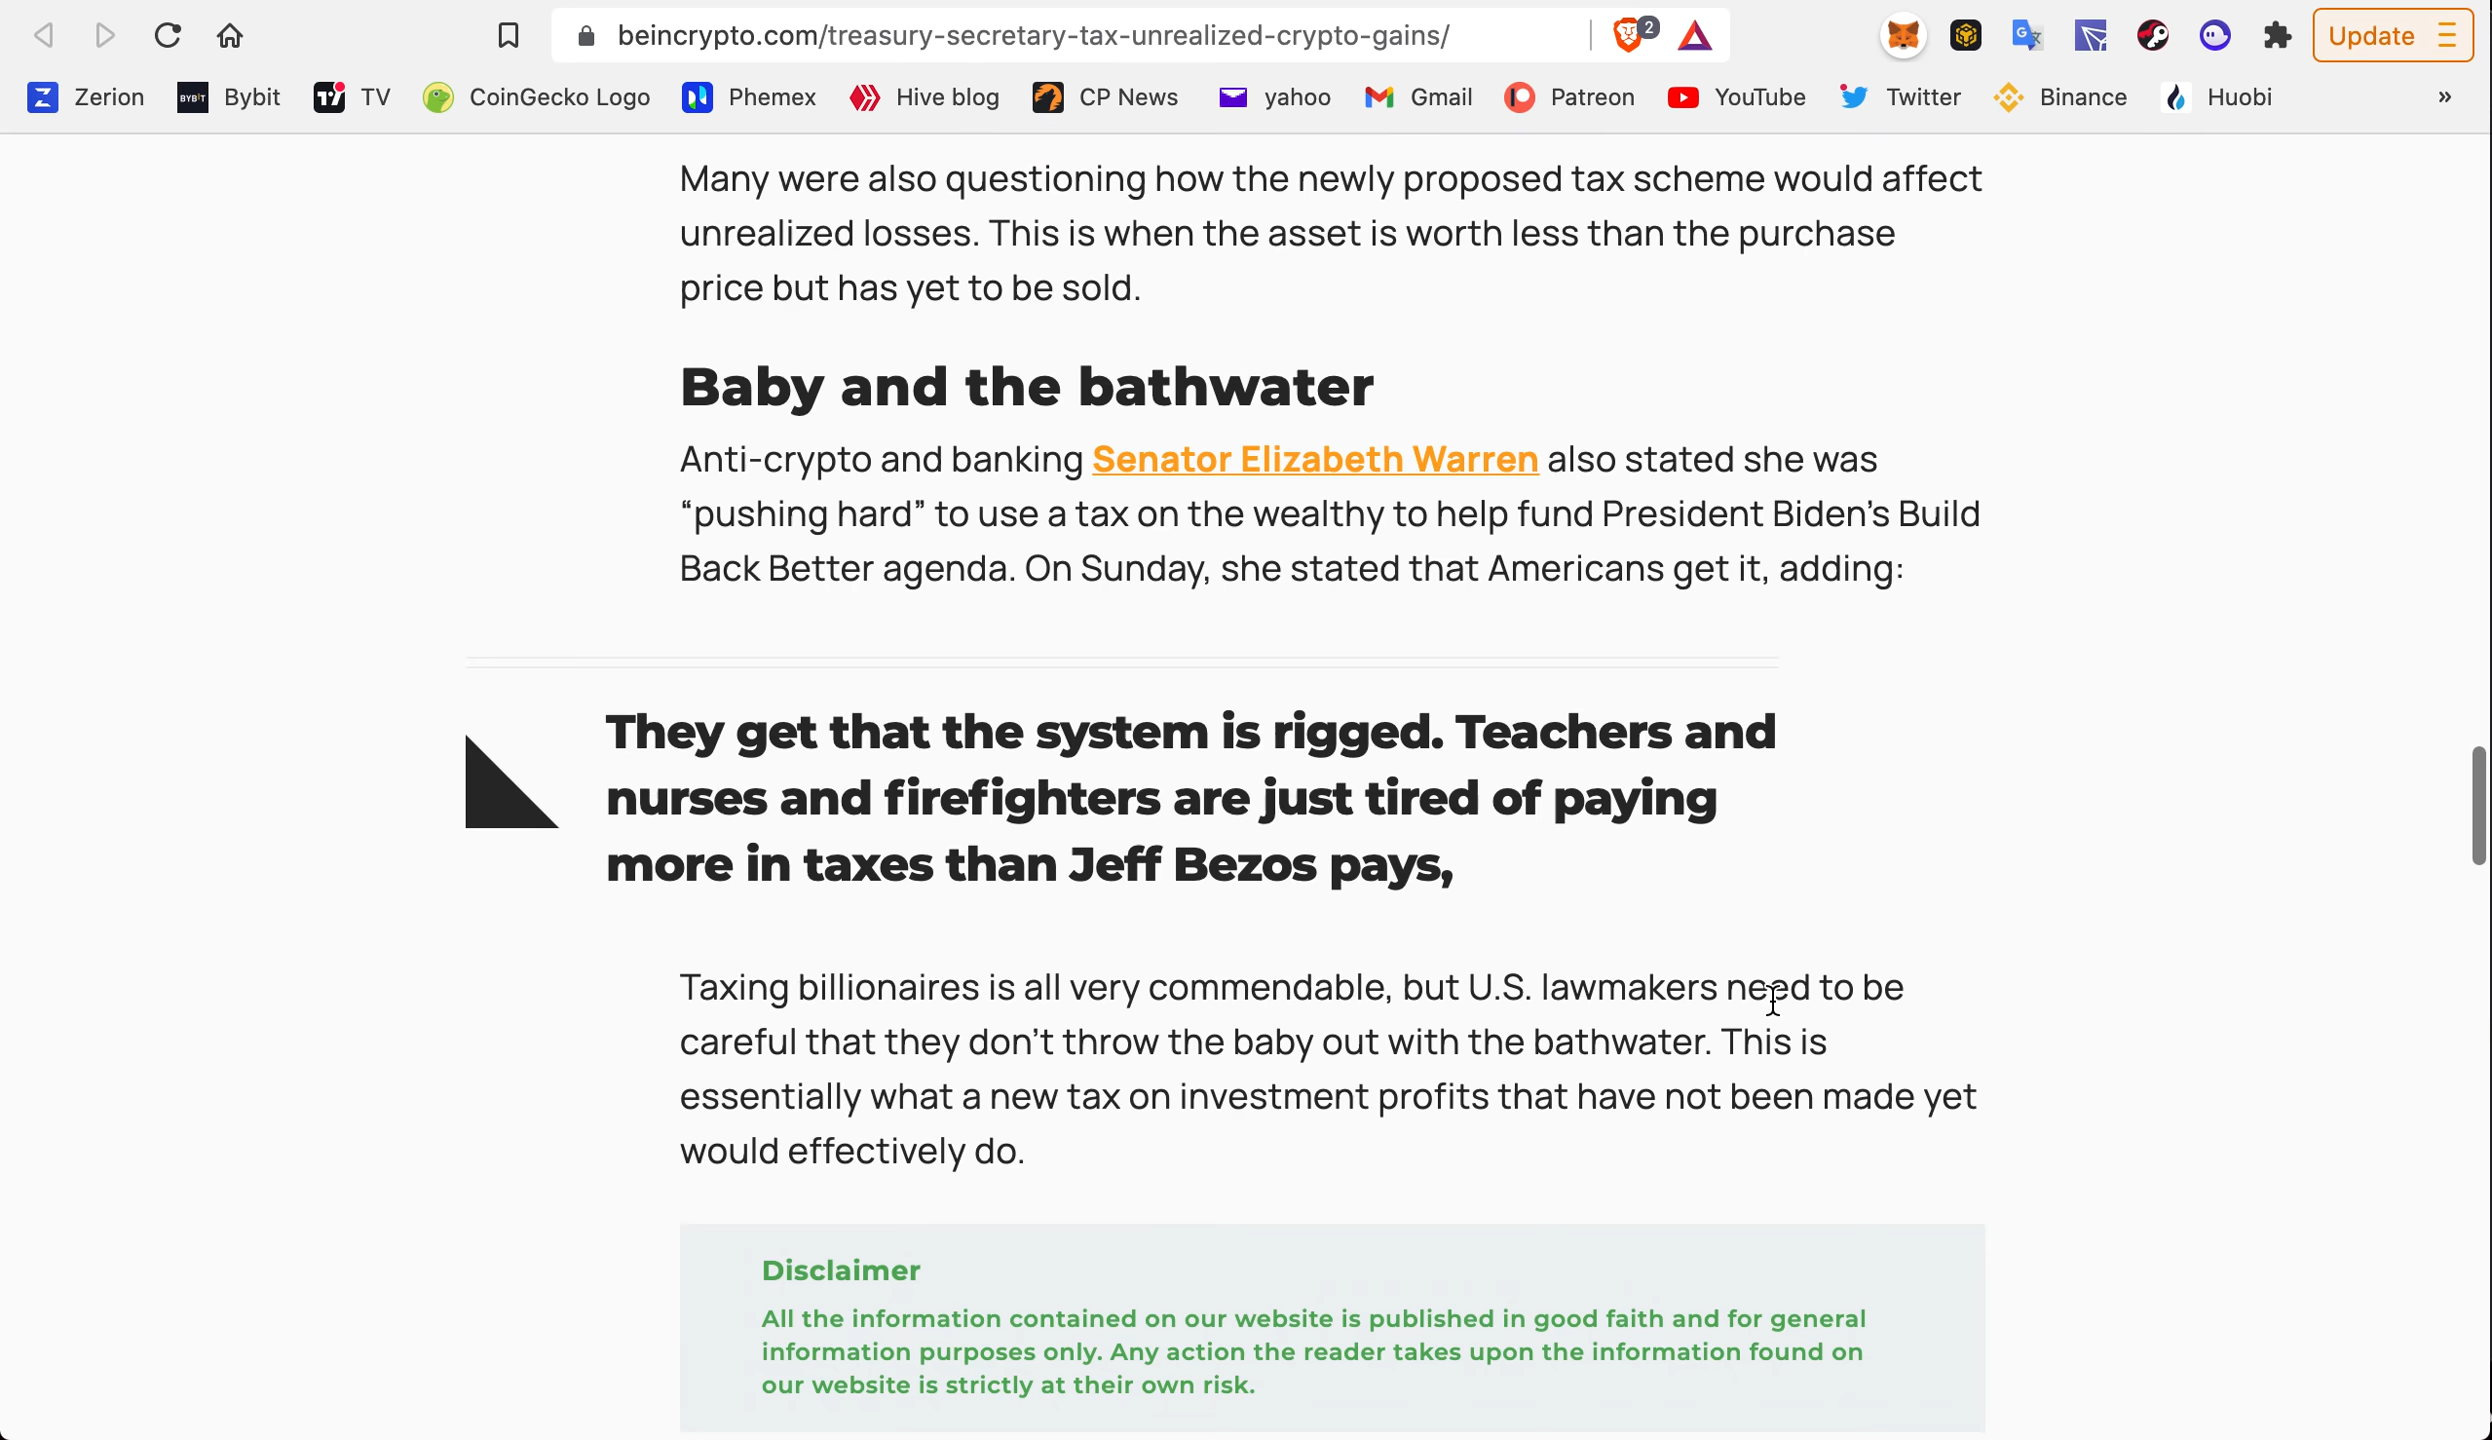 beincrypto.com/treasury-secretary-tax-unrealized-crypto-gains/
2
Update
Zerion
BYBIT
Bybit
TV
CoinGecko Logo
Phemex
Hive blog
CP News
yahoo
Gmail
Patreon
YouTube
Twitter
Binance
Huobi
»
Many were also questioning how the newly proposed tax scheme would affect
unrealized losses. This is when the asset is worth less than the purchase
price but has yet to be sold.
Baby and the bathwater
Anti-crypto and banking Senator Elizabeth Warren also stated she was
“pushing hard” to use a tax on the wealthy to help fund President Biden’s Build
Back Better agenda. On Sunday, she stated that Americans get it, adding:
They get that the system is rigged. Teachers and
nurses and firefighters are just tired of paying
more in taxes than Jeff Bezos pays,
Taxing billionaires is all very commendable, but U.S. lawmakers need to be
careful that they don’t throw the baby out with the bathwater. This is
essentially what a new tax on investment profits that have not been made yet
would effectively do.
Disclaimer
All the information contained on our website is published in good faith and for general
information purposes only. Any action the reader takes upon the information found on
our website is strictly at their own risk.